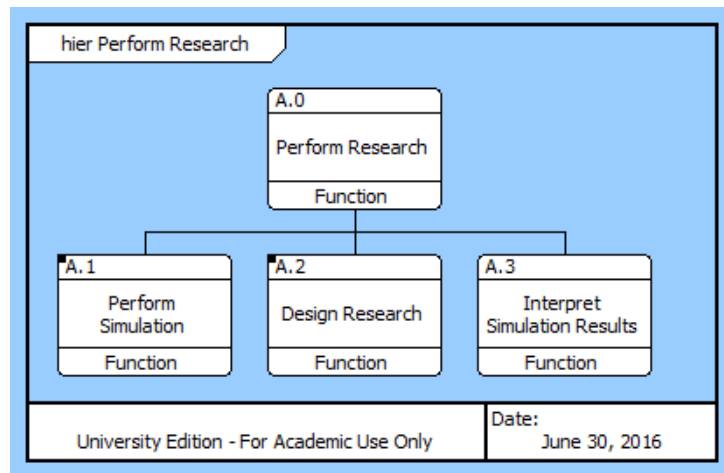 hier Perform Research
A.0
Perform Research
Function
A.1
Perform
Simulation
Function
A.2
Design Research
Function
A.3
Interpret
Simulation Results
Function
University Edition - For Academic Use Only
Date:
June 30, 2016